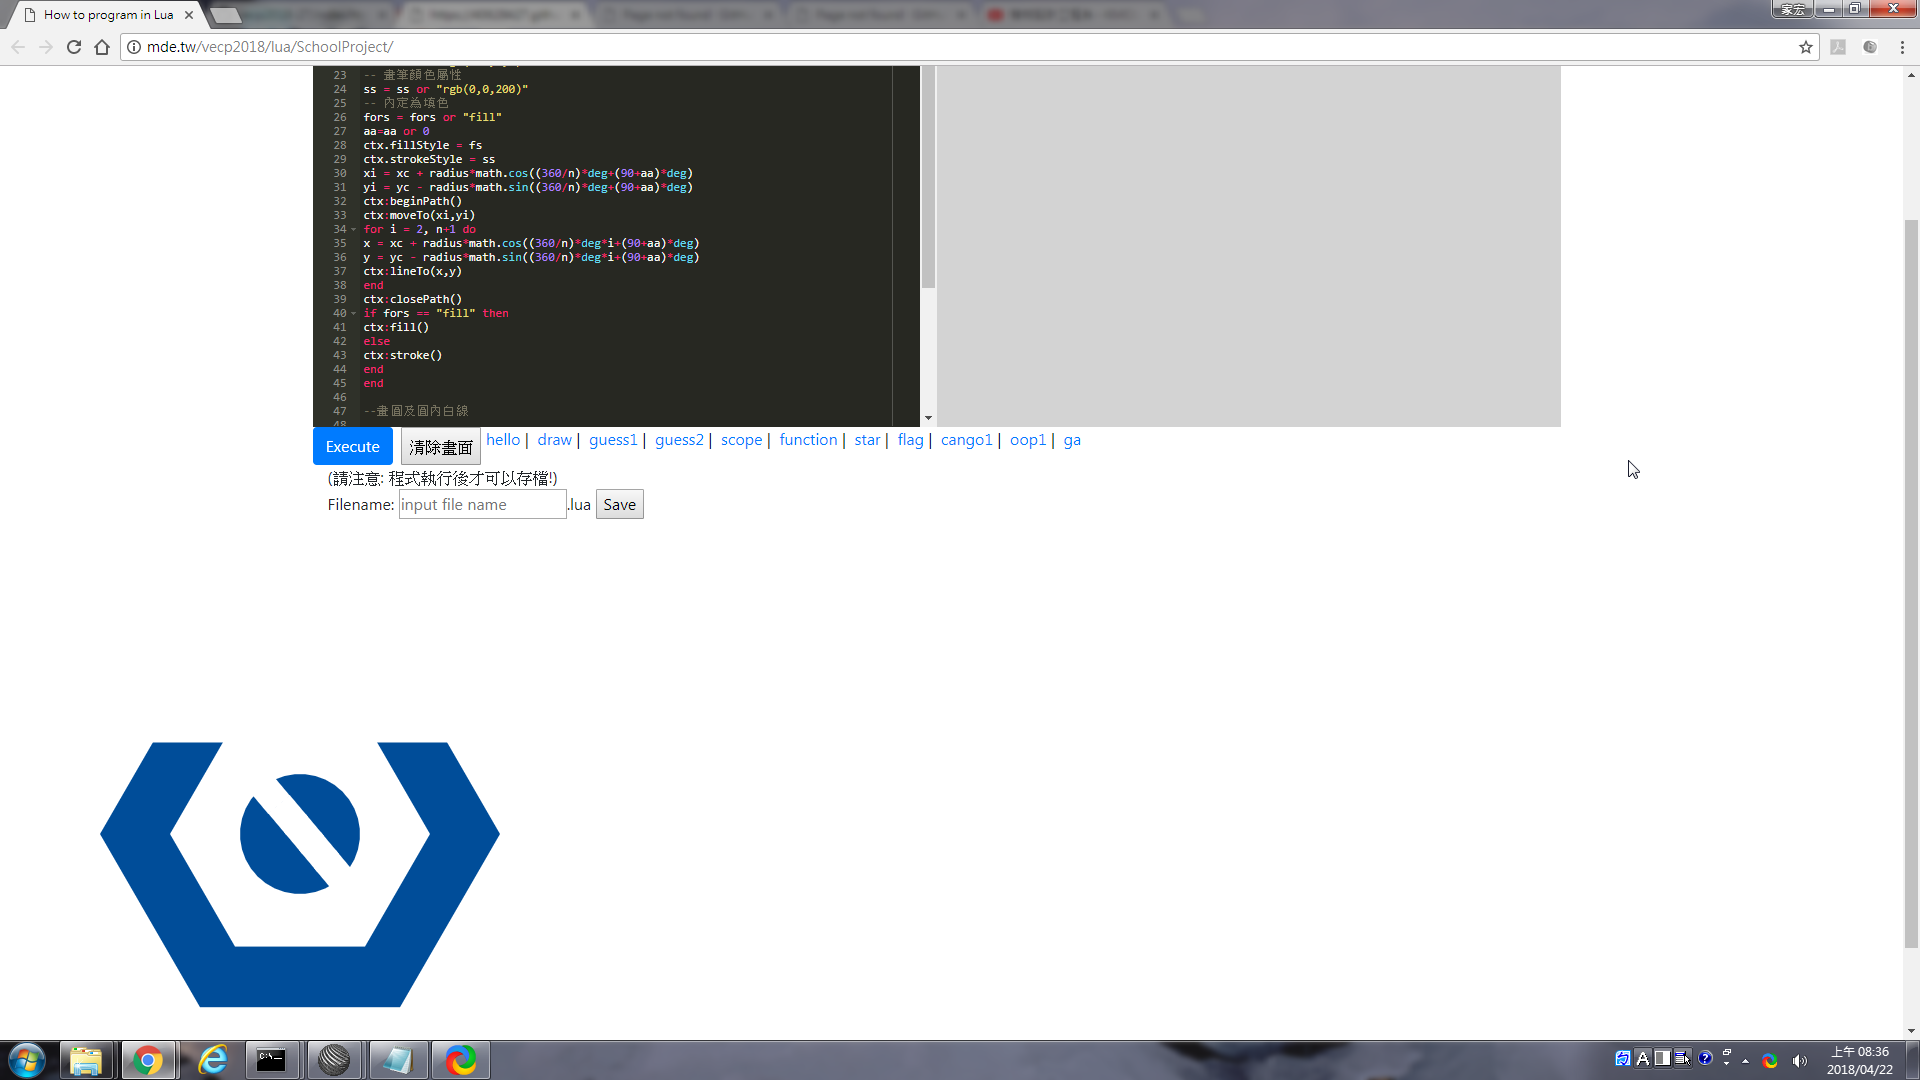 How to program in Lua
家宏
mde.tw/vecp2018/lua/SchoolProject/
23 -- 畫筆顏色屬性
24 ss = ss or "rgb(0,0,200)"
25 -- 內定為填色
26 fors = fors or "fill"
27 aa=aa or 0
28 ctx.fillStyle = fs
29 ctx.strokeStyle = ss
30 xi = xc + radius*math.cos((360/n)*deg+(90+aa)*deg)
31 yi = yc - radius*math.sin((360/n)*deg+(90+aa)*deg)
32 ctx:beginPath()
33 ctx:moveTo(xi,yi)
34 for i = 2, n+1 do
35 x = xc + radius*math.cos((360/n)*deg*i+(90+aa)*deg)
36 y = yc - radius*math.sin((360/n)*deg*i+(90+aa)*deg)
37 ctx:lineTo(x,y)
38 end
39 ctx:closePath()
40 if fors == "fill" then
41 ctx:fill()
42 else
43 ctx:stroke()
44 end
45 end
46
47 --畫圓及圓內白線
48
Execute 清除畫面 hello | draw | guess1 | guess2 | scope | function | star | flag | cango1 | oop1 | ga
(請注意: 程式執行後才可以存檔!)
Filename: input file name .lua Save
上午 08:36
2018/04/22